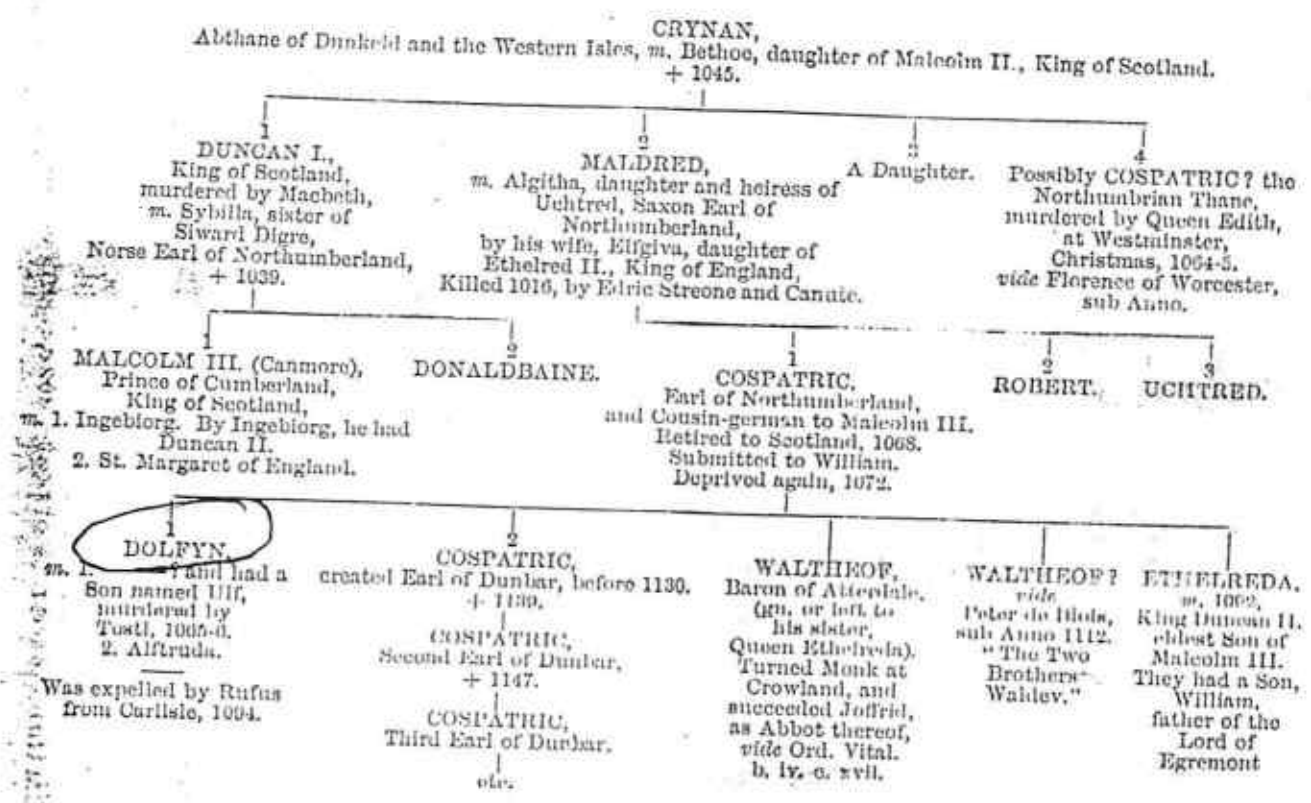 CRYNAN,
Abthane of Dunkeld and the Western Isles, m. Bethoc, daughter of Malcolm II., King of Scotland.
+ 1045.
1
DUNCAN I.,
King of Scotland,
murdered by Macbeth,
m. Sybilla, sister of
Siward Digre,
Norse Earl of Northumberland,
+ 1039.
2
MALDRED,
m. Algitha, daughter and heiress of
Uchtred, Saxon Earl of
Northumberland,
by his wife, Elfgiva, daughter of
Ethelred II., King of England,
Killed 1016, by Edric Streone and Canute.
3
A Daughter.
4
Possibly COSPATRIC? the
Northumbrian Thane,
murdered by Queen Edith,
at Westminster,
Christmas, 1064-5.
vide Florence of Worcester,
sub Anno.
1
MALCOLM III. (Canmore),
Prince of Cumberland,
King of Scotland,
m. 1. Ingebiorg. By Ingebiorg, he had
Duncan II.
2. St. Margaret of England.
2
DONALDBAINE.
1
COSPATRIC,
Earl of Northumberland,
and Cousin-german to Malcolm III.
Retired to Scotland, 1068.
Submitted to William.
Deprived again, 1072.
2
ROBERT.
3
UCHTRED.
1
DOLFYN,
m. 1. ? and had a
Son named Ulf,
murdered by
Tosti, 1065-6.
2. Alftruda.
Was expelled by Rufus
from Carlisle, 1094.
2
COSPATRIC,
created Earl of Dunbar, before 1130.
+ 1139.
COSPATRIC,
Second Earl of Dunbar,
+ 1147.
COSPATRIC,
Third Earl of Dunbar.
etc.
WALTHEOF,
Baron of Allerdale.
(gn. or left to
his sister,
Queen Ethelreda).
Turned Monk at
Crowland, and
succeeded Joffrid,
as Abbot thereof,
vide Ord. Vital.
b. iv. c. xvii.
WALTHEOF?
vide
Peter de Blois,
sub Anno 1112.
"The Two
Brothers
Waldev."
ETHELREDA.
m. 1092,
King Duncan II.
eldest Son of
Malcolm III.
They had a Son,
William,
father of the
Lord of
Egremont